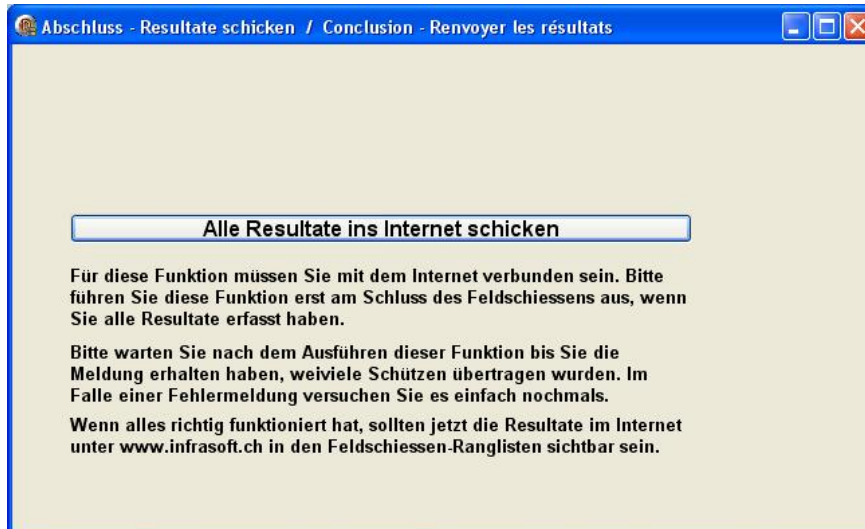 Abschluss - Resultate schicken / Conclusion - Renvoyer les résultats
Alle Resultate ins Internet schicken
Für diese Funktion müssen Sie mit dem Internet verbunden sein. Bitte
führen Sie diese Funktion erst am Schluss des Feldschiessens aus, wenn
Sie alle Resultate erfasst haben.
Bitte warten Sie nach dem Ausführen dieser Funktion bis Sie die
Meldung erhalten haben, weiviele Schützen übertragen wurden. Im
Falle einer Fehlermeldung versuchen Sie es einfach nochmals.
Wenn alles richtig funktioniert hat, sollten jetzt die Resultate im Internet
unter www.infrasoft.ch in den Feldschiessen-Ranglisten sichtbar sein.